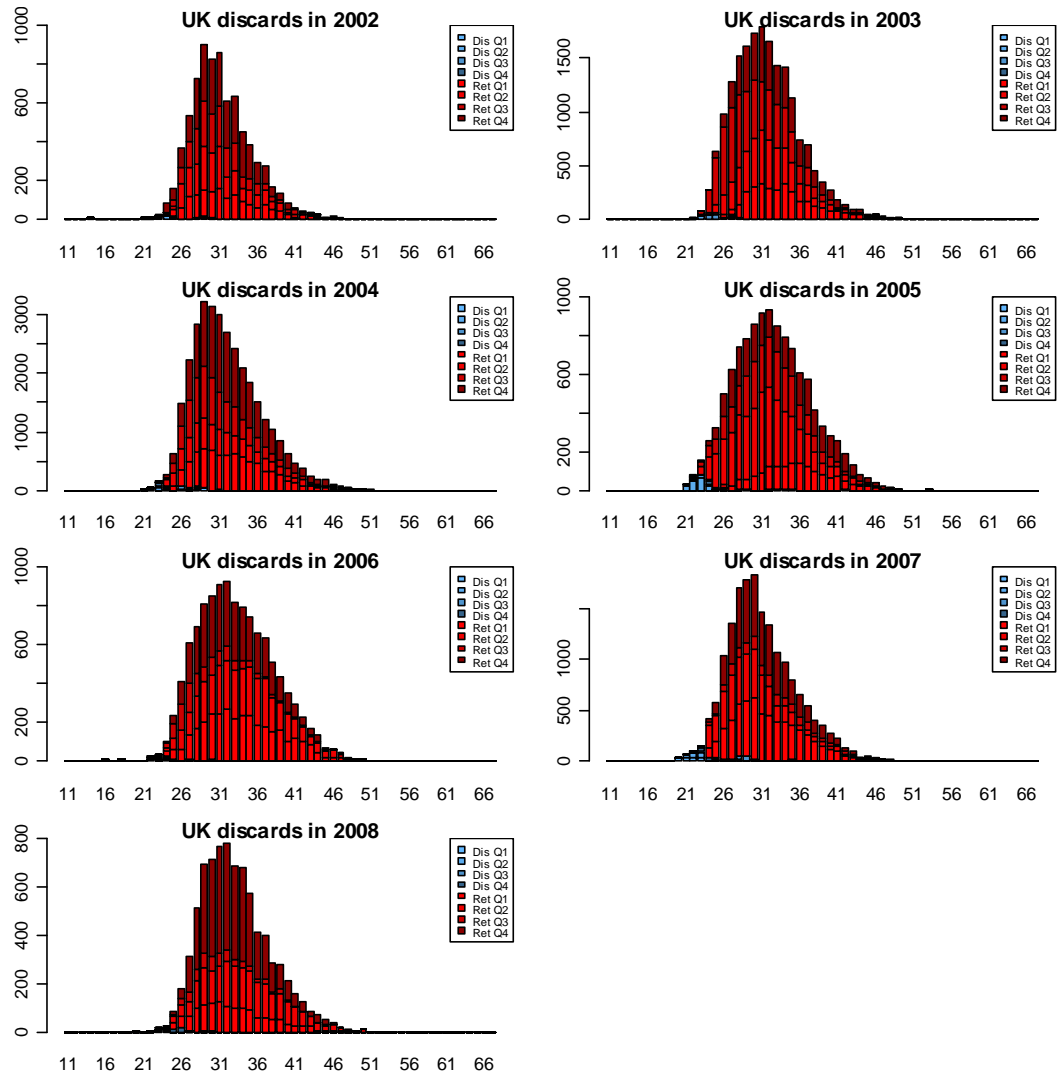 UK discards in 2002
1000
600
200
0
Dis Q1
Dis Q2
Dis Q3
Dis Q4
Ret Q1
Ret Q2
Ret Q3
Ret Q4
11 16 21 26 31 36 41 46 51 56 61 66
UK discards in 2003
1500
1000
500
0
Dis Q1
Dis Q2
Dis Q3
Dis Q4
Ret Q1
Ret Q2
Ret Q3
Ret Q4
11 16 21 26 31 36 41 46 51 56 61 66
UK discards in 2004
3000
2000
1000
0
Dis Q1
Dis Q2
Dis Q3
Dis Q4
Ret Q1
Ret Q2
Ret Q3
Ret Q4
11 16 21 26 31 36 41 46 51 56 61 66
UK discards in 2005
1000
600
200
0
Dis Q1
Dis Q2
Dis Q3
Dis Q4
Ret Q1
Ret Q2
Ret Q3
Ret Q4
11 16 21 26 31 36 41 46 51 56 61 66
UK discards in 2006
1000
600
200
0
Dis Q1
Dis Q2
Dis Q3
Dis Q4
Ret Q1
Ret Q2
Ret Q3
Ret Q4
11 16 21 26 31 36 41 46 51 56 61 66
UK discards in 2007
1000
500
0
Dis Q1
Dis Q2
Dis Q3
Dis Q4
Ret Q1
Ret Q2
Ret Q3
Ret Q4
11 16 21 26 31 36 41 46 51 56 61 66
UK discards in 2008
800
600
400
200
0
Dis Q1
Dis Q2
Dis Q3
Dis Q4
Ret Q1
Ret Q2
Ret Q3
Ret Q4
11 16 21 26 31 36 41 46 51 56 61 66